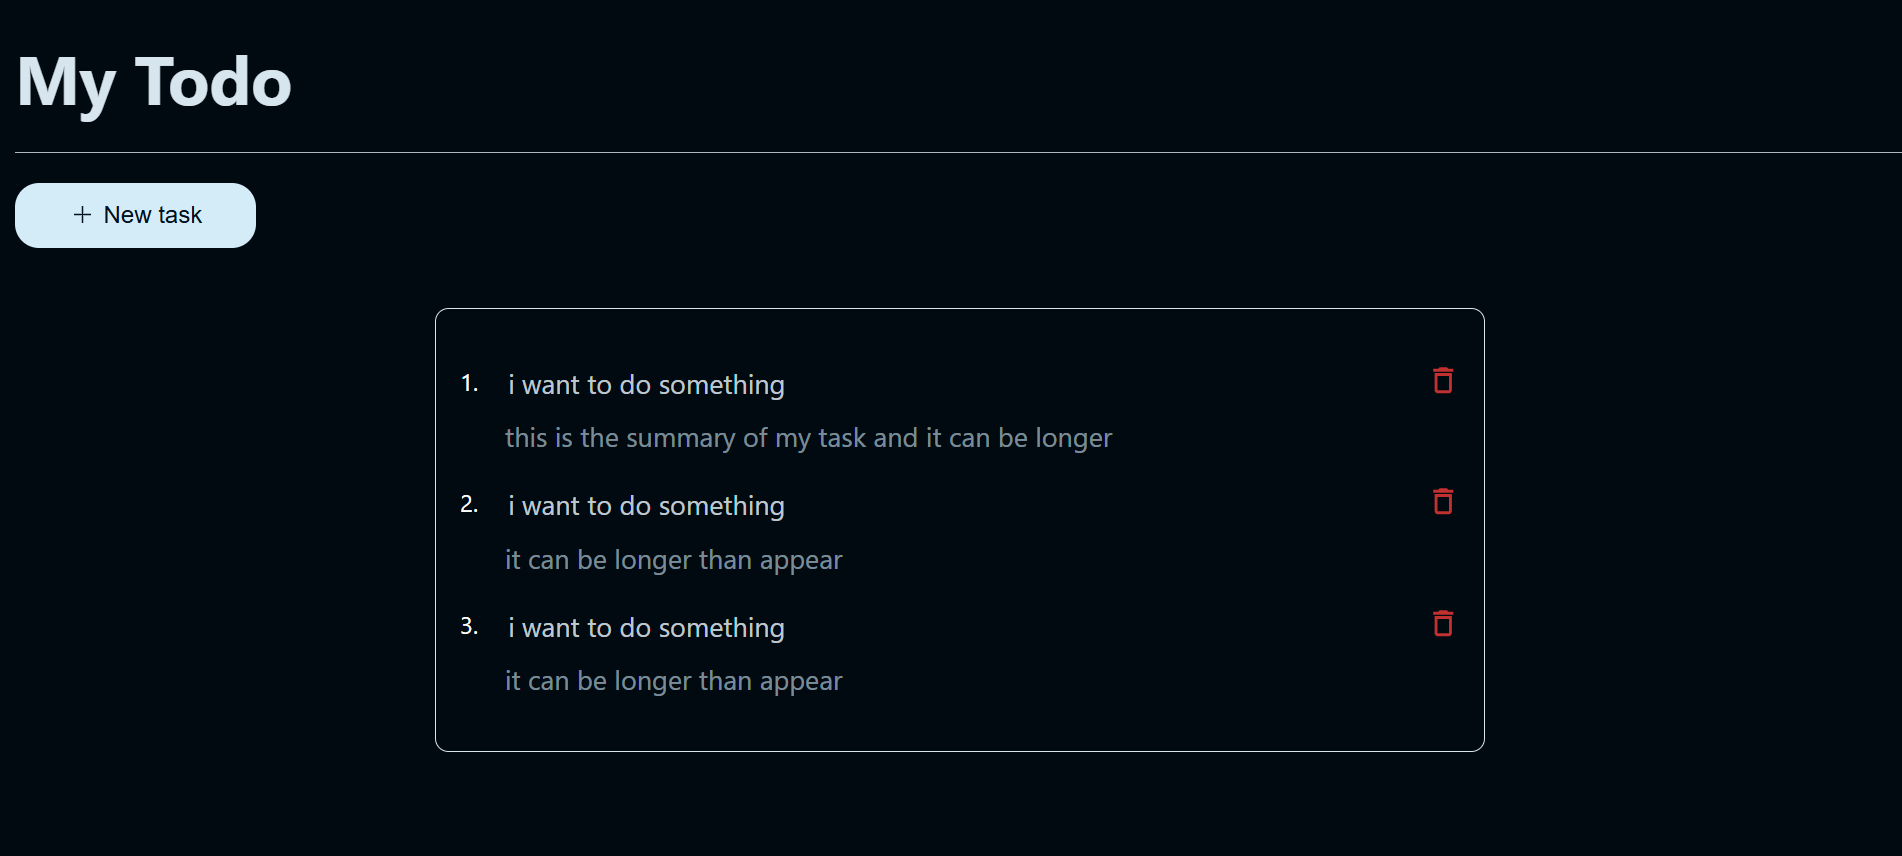 My Todo
+ New task
1. i want to do something
this is the summary of my task and it can be longer
2. i want to do something
it can be longer than appear
3. i want to do something
it can be longer than appear